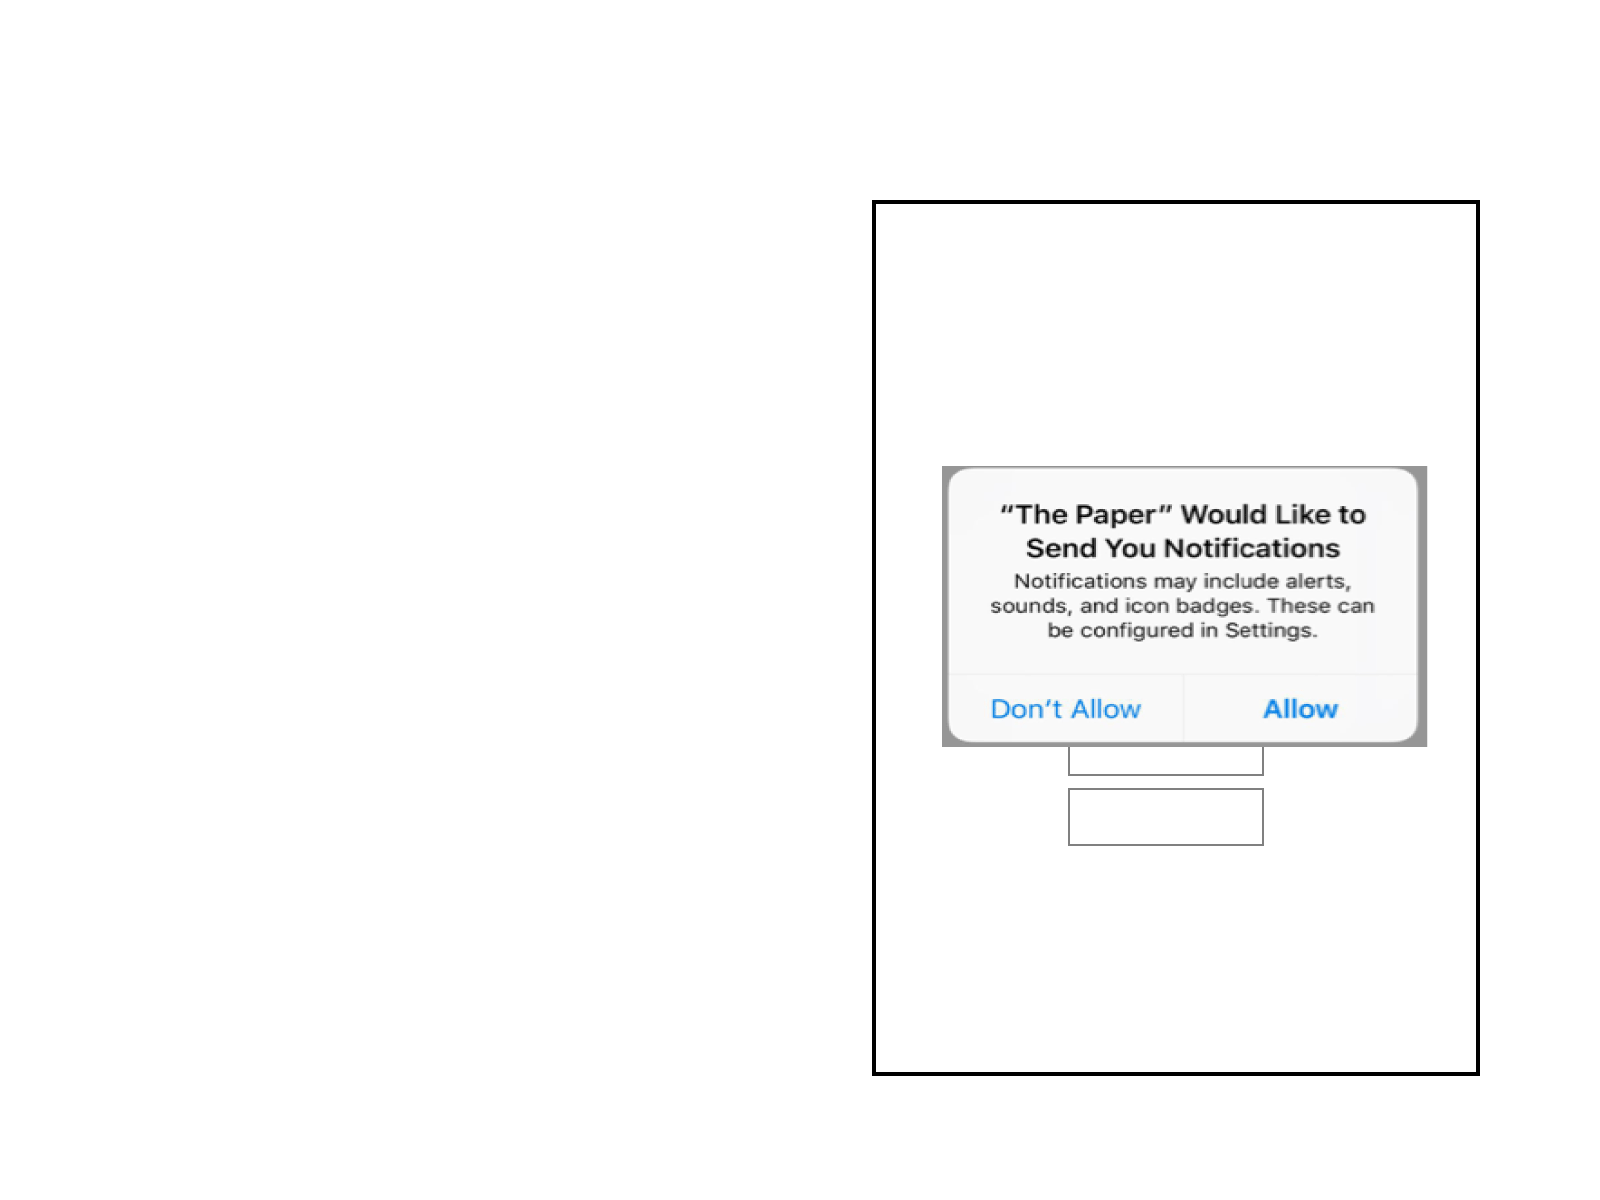 “The Paper” Would Like to
Send You Notifications
Notifications may include alerts,
sounds, and icon badges. These can
be configured in Settings.
Don’t Allow
Allow